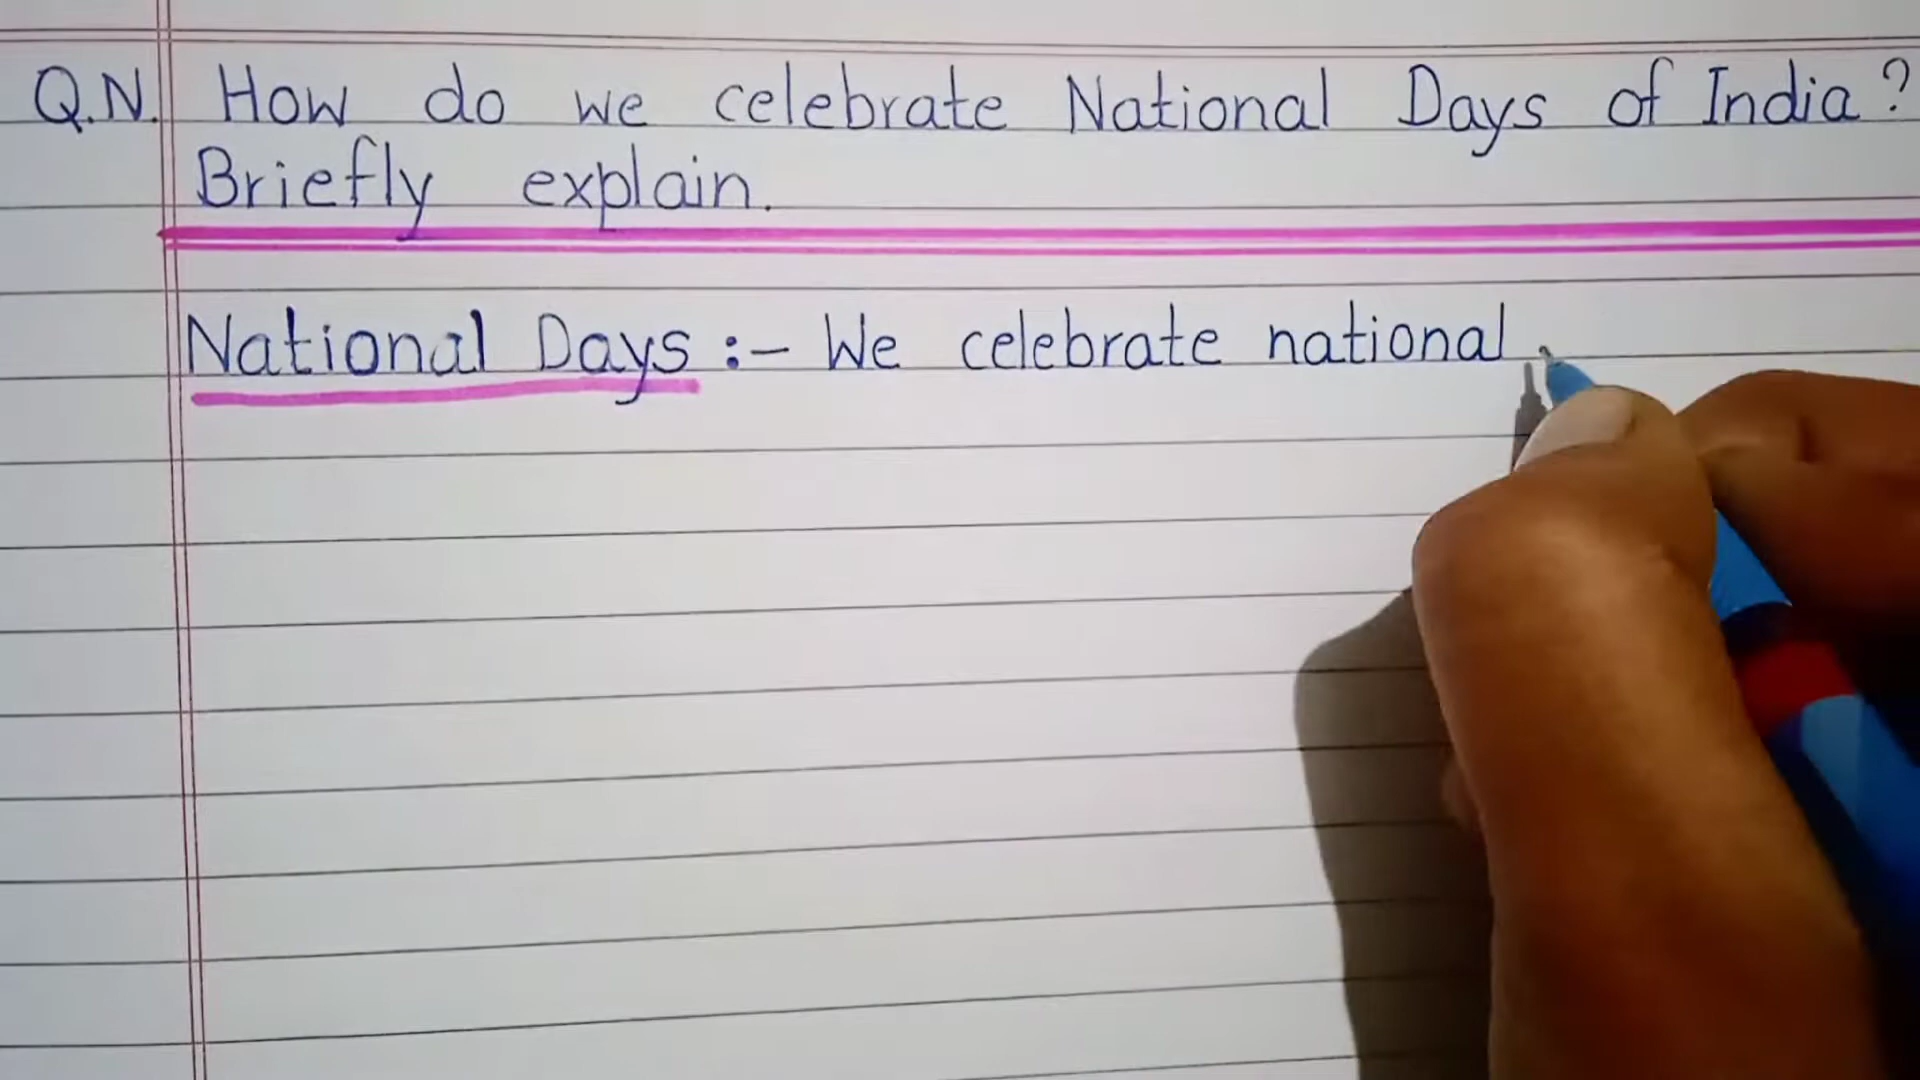 Q.N. How do we celebrate National Days of India?
Briefly explain.
National Days :- We celebrate national